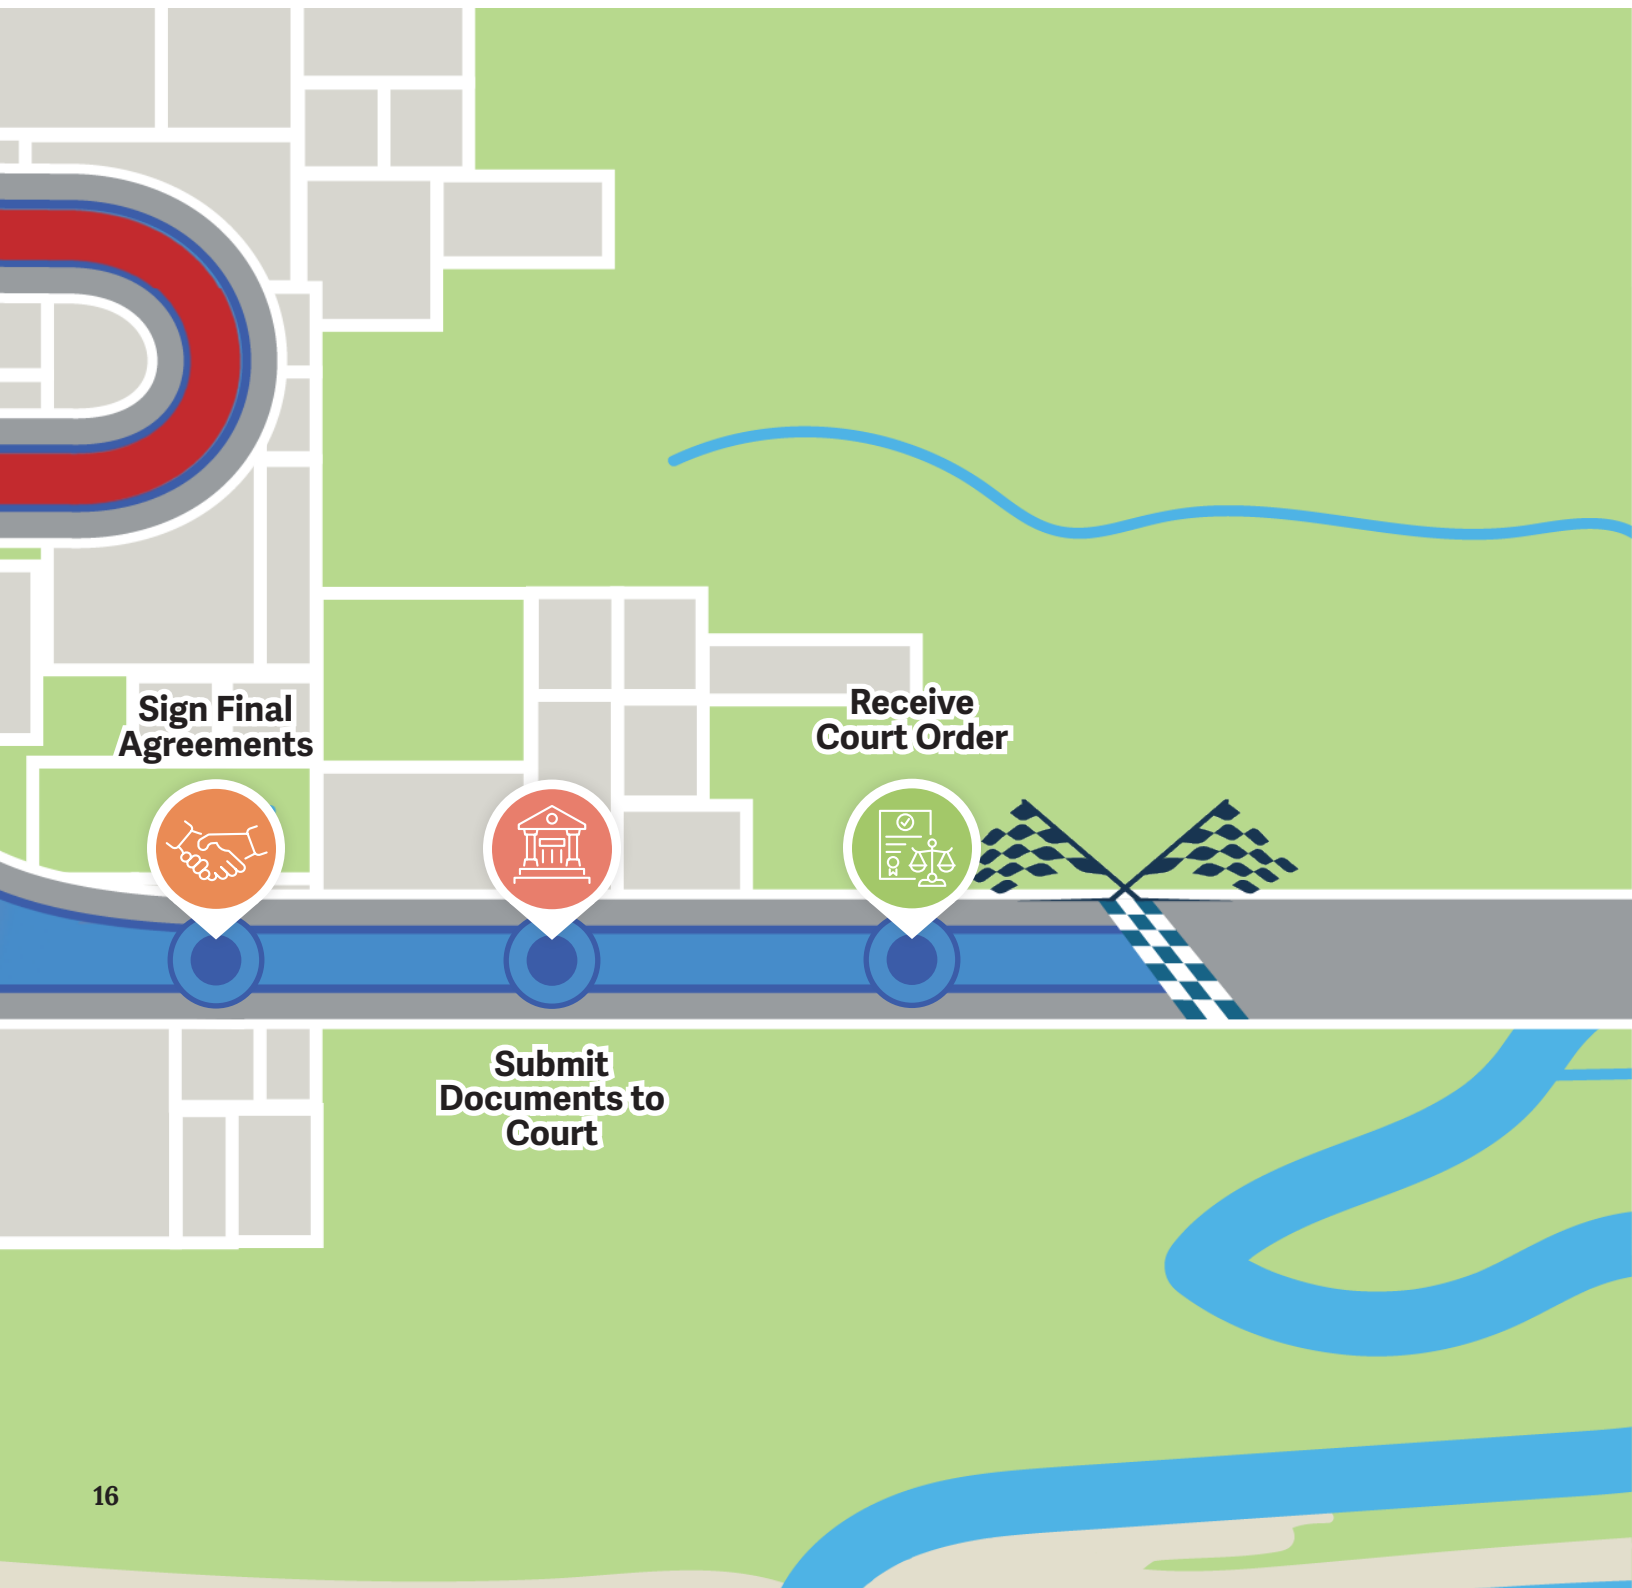 Sign Final
Agreements
Receive
Court Order
Submit
Documents to
Court
16